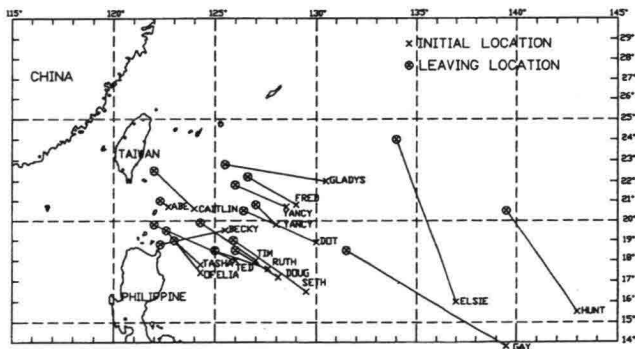 115° 120° 125° 130° 135° 140° 145°
29°
× INITIAL LOCATION
28°
CHINA
⊗ LEAVING LOCATION
27°
26°
25°
24°
TAIWAN
23°
GLADYS
22°
FRED
ABE CAITLIN
YANCY
21°
20°
BECKY
TANCY
19°
DOT
TIM
18°
TASHA TED RUTH
OFELIA
DOUG
17°
SETH
PHILIPPINE
ELSIE
16°
HUNT
15°
GAY
14°